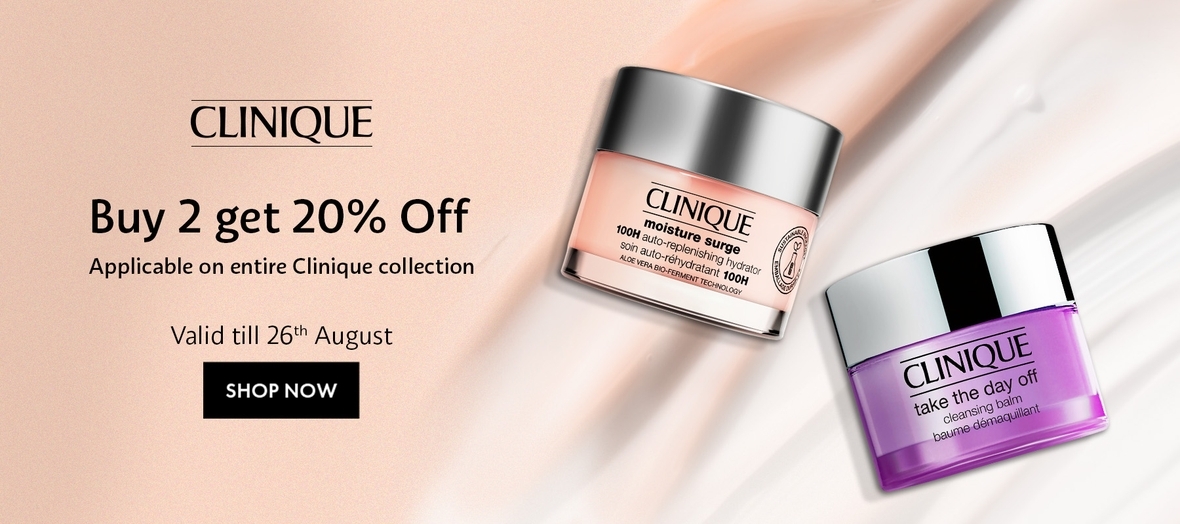 CLINIQUE
Buy 2 get 20% Off
Applicable on entire Clinique collection
Valid till 26th August
SHOP NOW
CLINIQUE
moisture surge
100H auto-replenishing hydrator
soin auto-réhydratant 100H
ALOE VERA BIO-FERMENT TECHNOLOGY
CLINIQUE
take the day off
cleansing balm
baume démaquillant